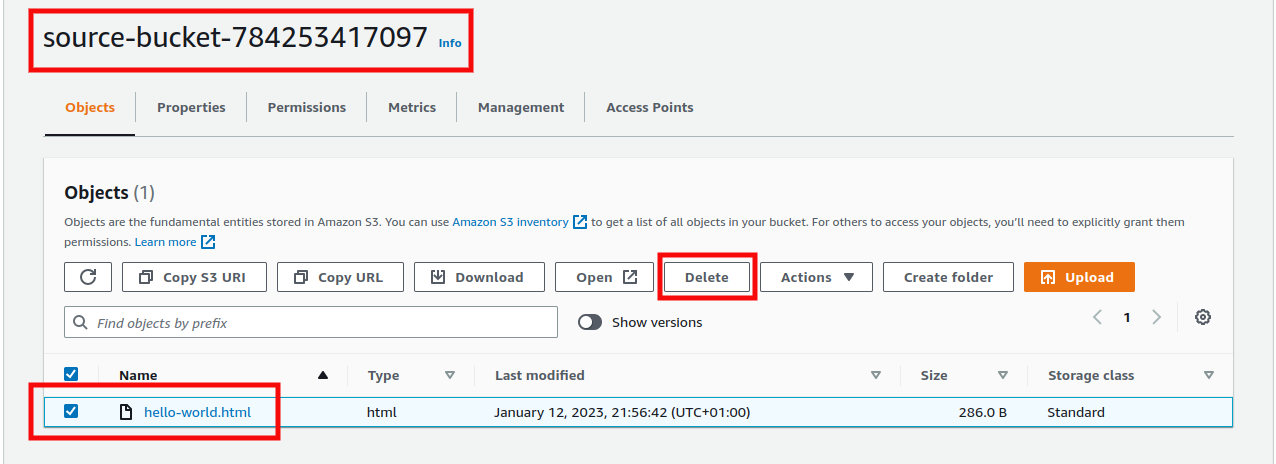 source-bucket-784253417097 Info
Objects Properties Permissions Metrics Management Access Points
Objects (1)
Objects are the fundamental entities stored in Amazon S3. You can use Amazon S3 inventory to get a list of all objects in your bucket. For others to access your objects, you'll need to explicitly grant them
permissions. Learn more
Copy S3 URI Copy URL Download Open Delete Actions Create folder Upload
Find objects by prefix Show versions 1
Name Type Last modified Size Storage class
hello-world.html html January 12, 2023, 21:56:42 (UTC+01:00) 286.0 B Standard